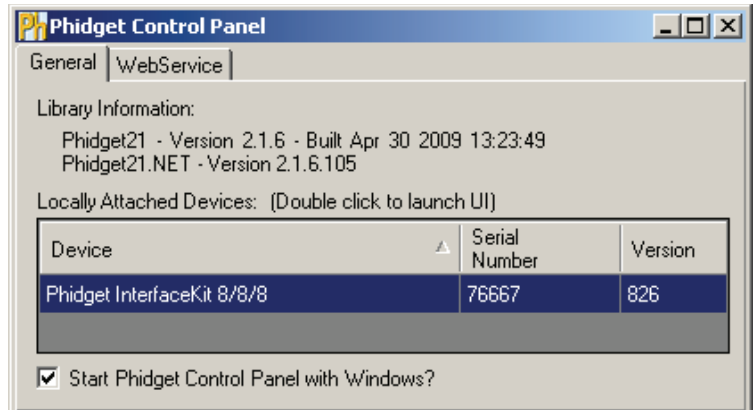 Ph Phidget Control Panel
General WebService
Library Information:
Phidget21 - Version 2.1.6 - Built Apr 30 2009 13:23:49
Phidget21.NET - Version 2.1.6.105
Locally Attached Devices: (Double click to launch UI)
Device Serial Number Version
Phidget InterfaceKit 8/8/8 76667 826
Start Phidget Control Panel with Windows?